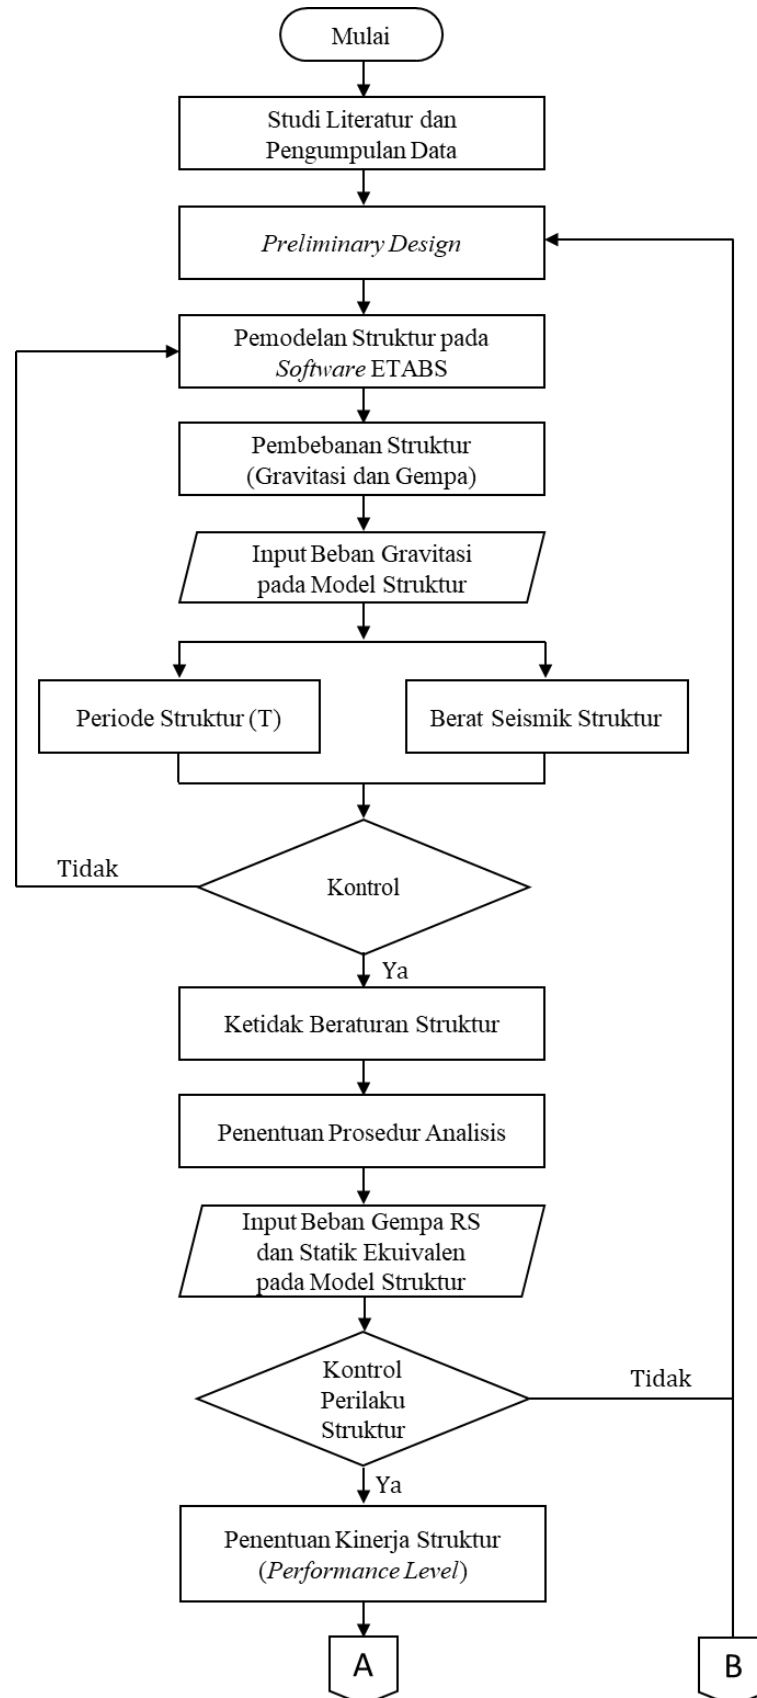 Mulai
Studi Literatur dan
Pengumpulan Data
Preliminary Design
Pemodelan Struktur pada
Software ETABS
Pembebanan Struktur
(Gravitasi dan Gempa)
Input Beban Gravitasi
pada Model Struktur
Periode Struktur (T)
Berat Seismik Struktur
Tidak
Kontrol
Ya
Ketidak Beraturan Struktur
Penentuan Prosedur Analisis
Input Beban Gempa RS
dan Statik Ekuivalen
pada Model Struktur
Kontrol
Perilaku
Struktur
Tidak
Ya
Penentuan Kinerja Struktur
(Performance Level)
A
B